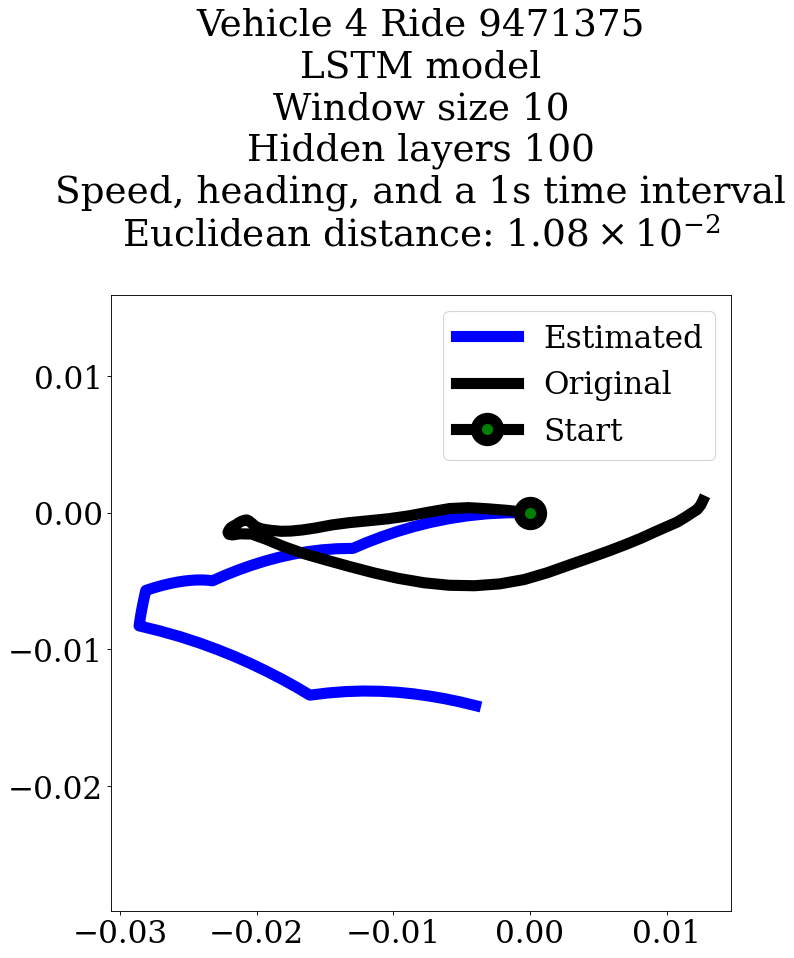 Vehicle 4 Ride 9471375
LSTM model
Window size 10
Hidden layers 100
Speed, heading, and a 1s time interval
Euclidean distance: 1.08 × 10⁻²
Estimated
Original
Start
0.01
0.00
−0.01
−0.02
−0.03 −0.02 −0.01 0.00 0.01